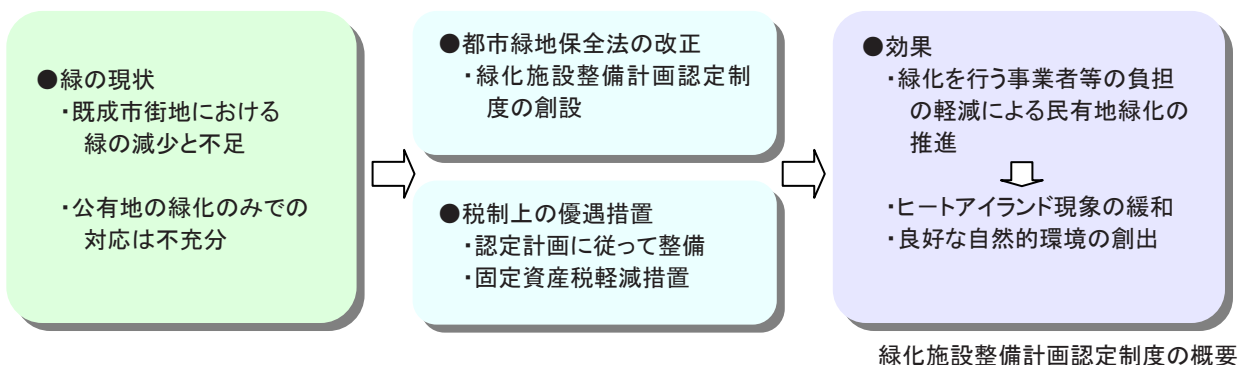 ●緑の現状
・既成市街地における
緑の減少と不足
・公有地の緑化のみでの
対応は不充分
●都市緑地保全法の改正
・緑化施設整備計画認定制
度の創設
●税制上の優遇措置
・認定計画に従って整備
・固定資産税軽減措置
●効果
・緑化を行う事業者等の負担
の軽減による民有地緑化の
推進
・ヒートアイランド現象の緩和
・良好な自然的環境の創出
緑化施設整備計画認定制度の概要